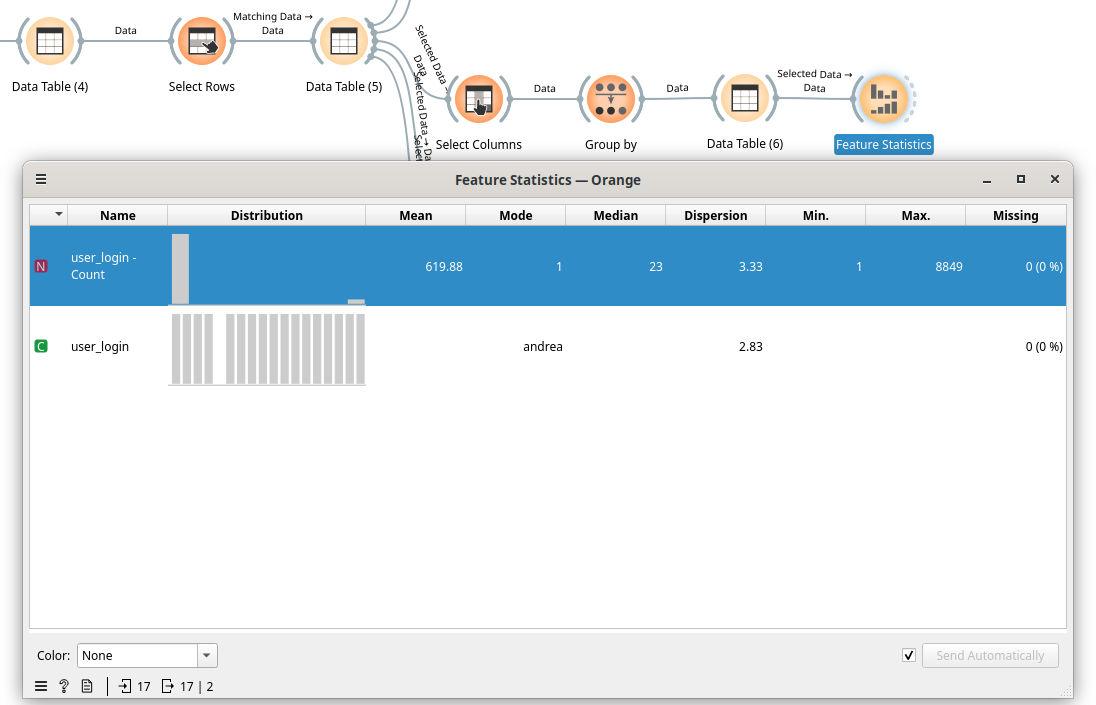 Matching Data →
Data
Data
Selected Data →
Data
Selected Data → Da
Selec
Data Table (4)
Select Rows
Data Table (5)
Data
Data
Selected Data →
Data
Select Columns
Group by
Data Table (6)
Feature Statistics
Feature Statistics — Orange
Name Distribution Mean Mode Median Dispersion Min. Max. Missing
N user_login - Count 619.88 1 23 3.33 1 8849 0 (0 %)
C user_login andrea 2.83 0 (0 %)
Color: None
Send Automatically
? 17 17 | 2